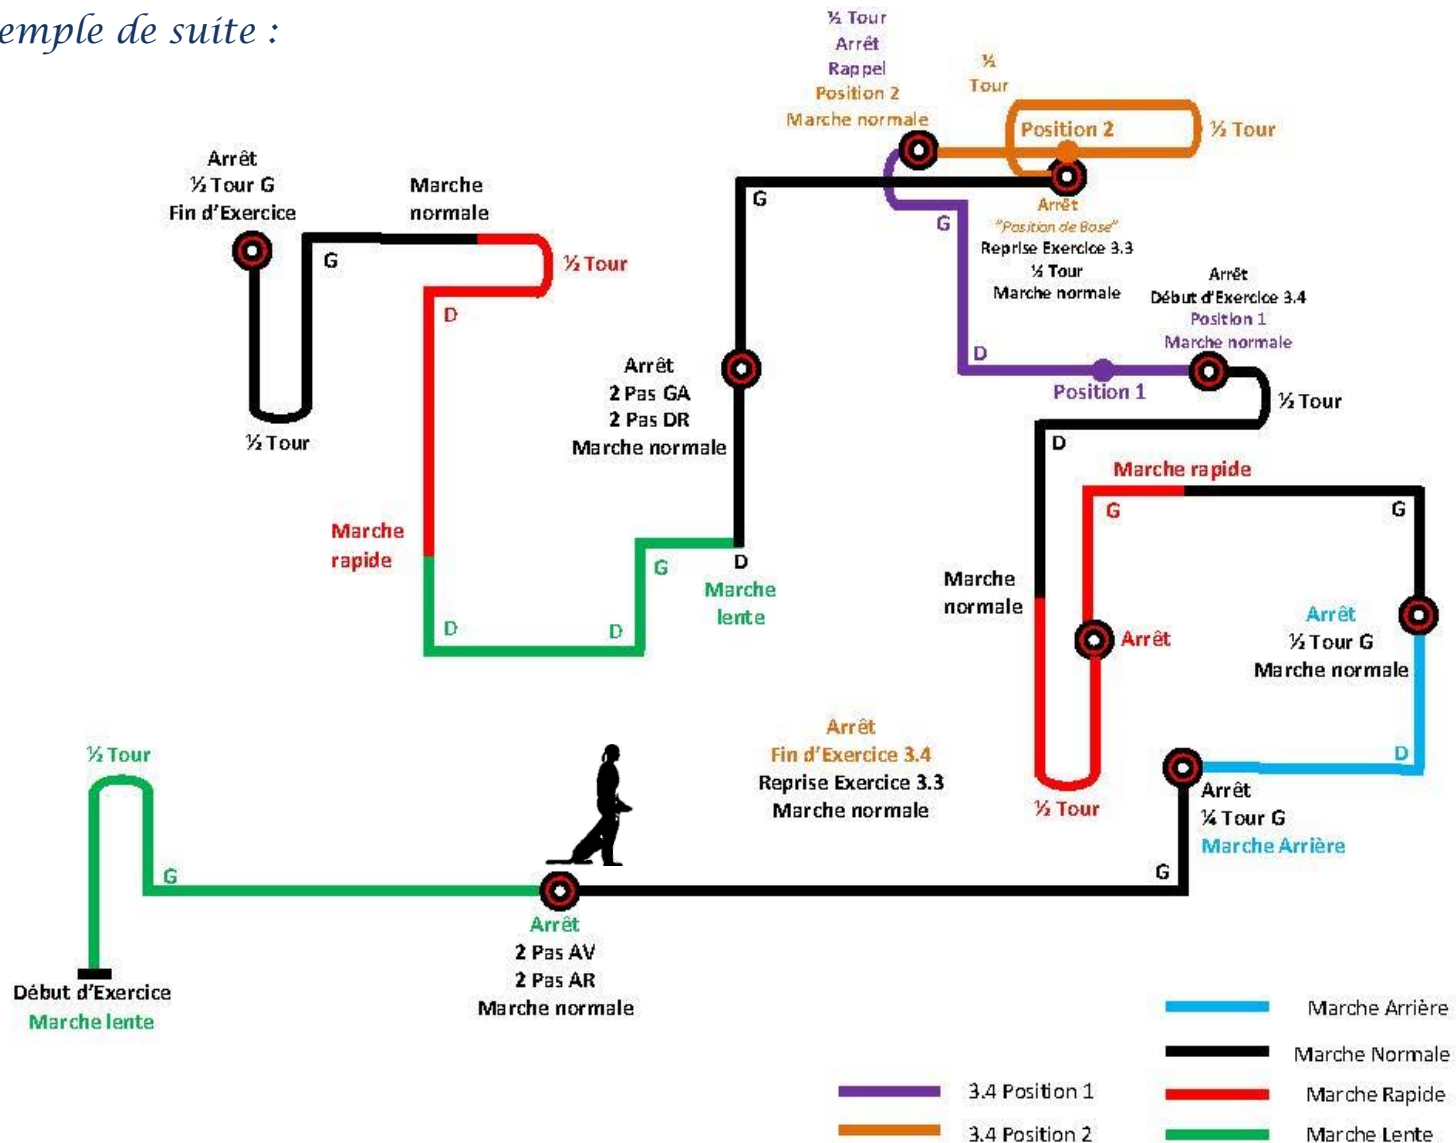 emple de suite :
½ Tour
Arrêt
Rappel
Position 2
Marche normale
½
Tour
Position 2
½ Tour
Arrêt
½ Tour G
Fin d'Exercice
Marche
normale
G
½ Tour
D
½ Tour
G
G
Arrêt
"Position de Base"
Reprise Exercice 3.3
½ Tour
Marche normale
Arrêt
Début d'Exercice 3.4
Position 1
Marche normale
D
Position 1
½ Tour
Arrêt
2 Pas GA
2 Pas DR
Marche normale
D
Marche rapide
G
G
Marche
rapide
G
D
Marche
lente
D
D
Marche
normale
Arrêt
Arrêt
½ Tour G
Marche normale
Arrêt
Fin d'Exercice 3.4
Reprise Exercice 3.3
Marche normale
½ Tour
D
Arrêt
¼ Tour G
Marche Arrière
G
½ Tour
G
Arrêt
2 Pas AV
2 Pas AR
Marche normale
Début d'Exercice
Marche lente
Marche Arrière
Marche Normale
3.4 Position 1
Marche Rapide
3.4 Position 2
Marche Lente